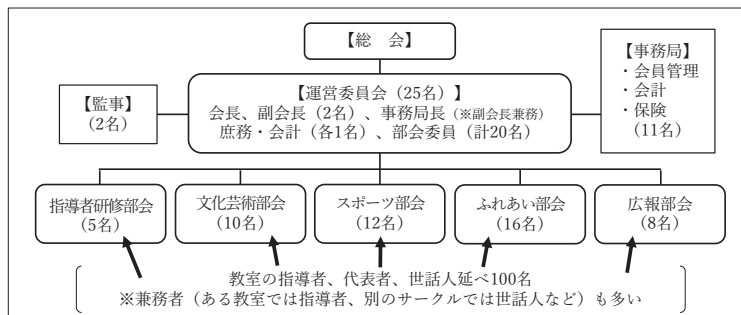 【総　会】
【事務局】
・会員管理
・会計
・保険
(11名)
【監事】
(2名)
【運営委員会（25名）】
会長、副会長（2名）、事務局長（※副会長兼務）
庶務・会計（各1名）、部会委員（計20名）
指導者研修部会
(5名)
文化芸術部会
(10名)
スポーツ部会
(12名)
ふれあい部会
(16名)
広報部会
(8名)
教室の指導者、代表者、世話人延べ100名
※兼務者（ある教室では指導者、別のサークルでは世話人など）も多い